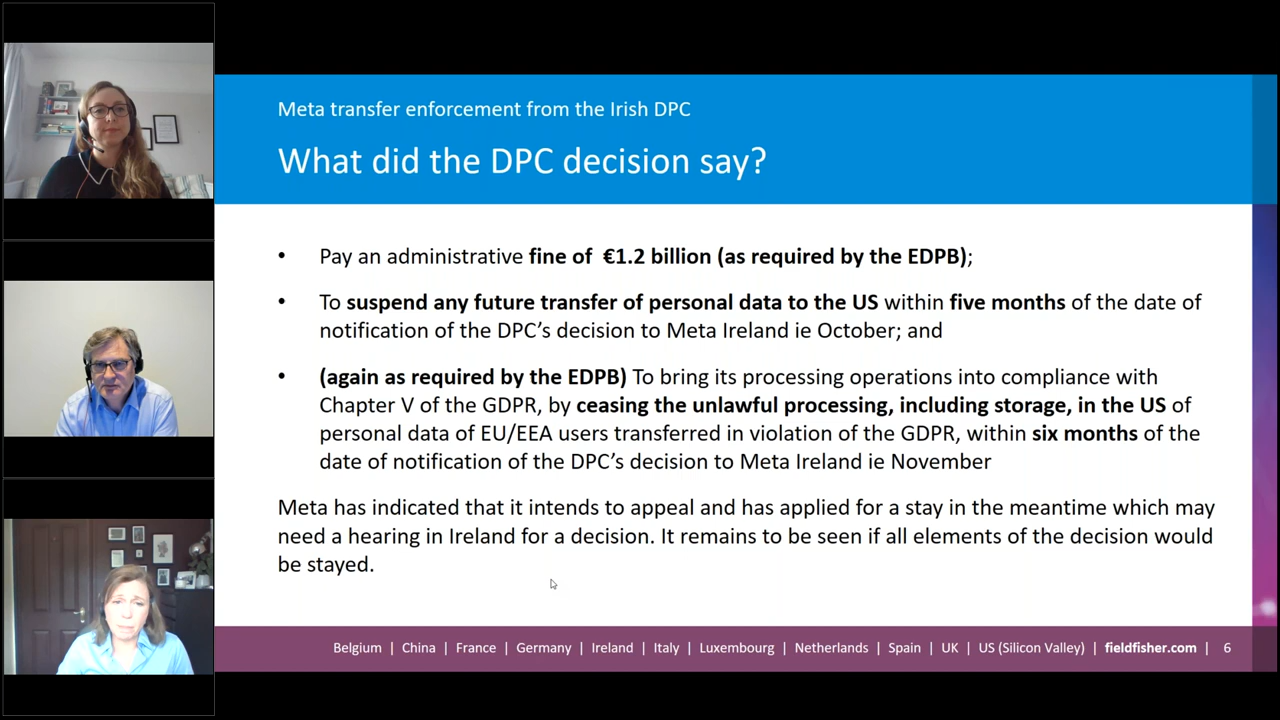 Meta transfer enforcement from the Irish DPC
What did the DPC decision say?
• Pay an administrative fine of €1.2 billion (as required by the EDPB);
• To suspend any future transfer of personal data to the US within five months of the date of
notification of the DPC's decision to Meta Ireland ie October; and
• (again as required by the EDPB) To bring its processing operations into compliance with
Chapter V of the GDPR, by ceasing the unlawful processing, including storage, in the US of
personal data of EU/EEA users transferred in violation of the GDPR, within six months of the
date of notification of the DPC's decision to Meta Ireland ie November
Meta has indicated that it intends to appeal and has applied for a stay in the meantime which may
need a hearing in Ireland for a decision. It remains to be seen if all elements of the decision would
be stayed.
Belgium | China | France | Germany | Ireland | Italy | Luxembourg | Netherlands | Spain | UK | US (Silicon Valley) | fieldfisher.com | 6